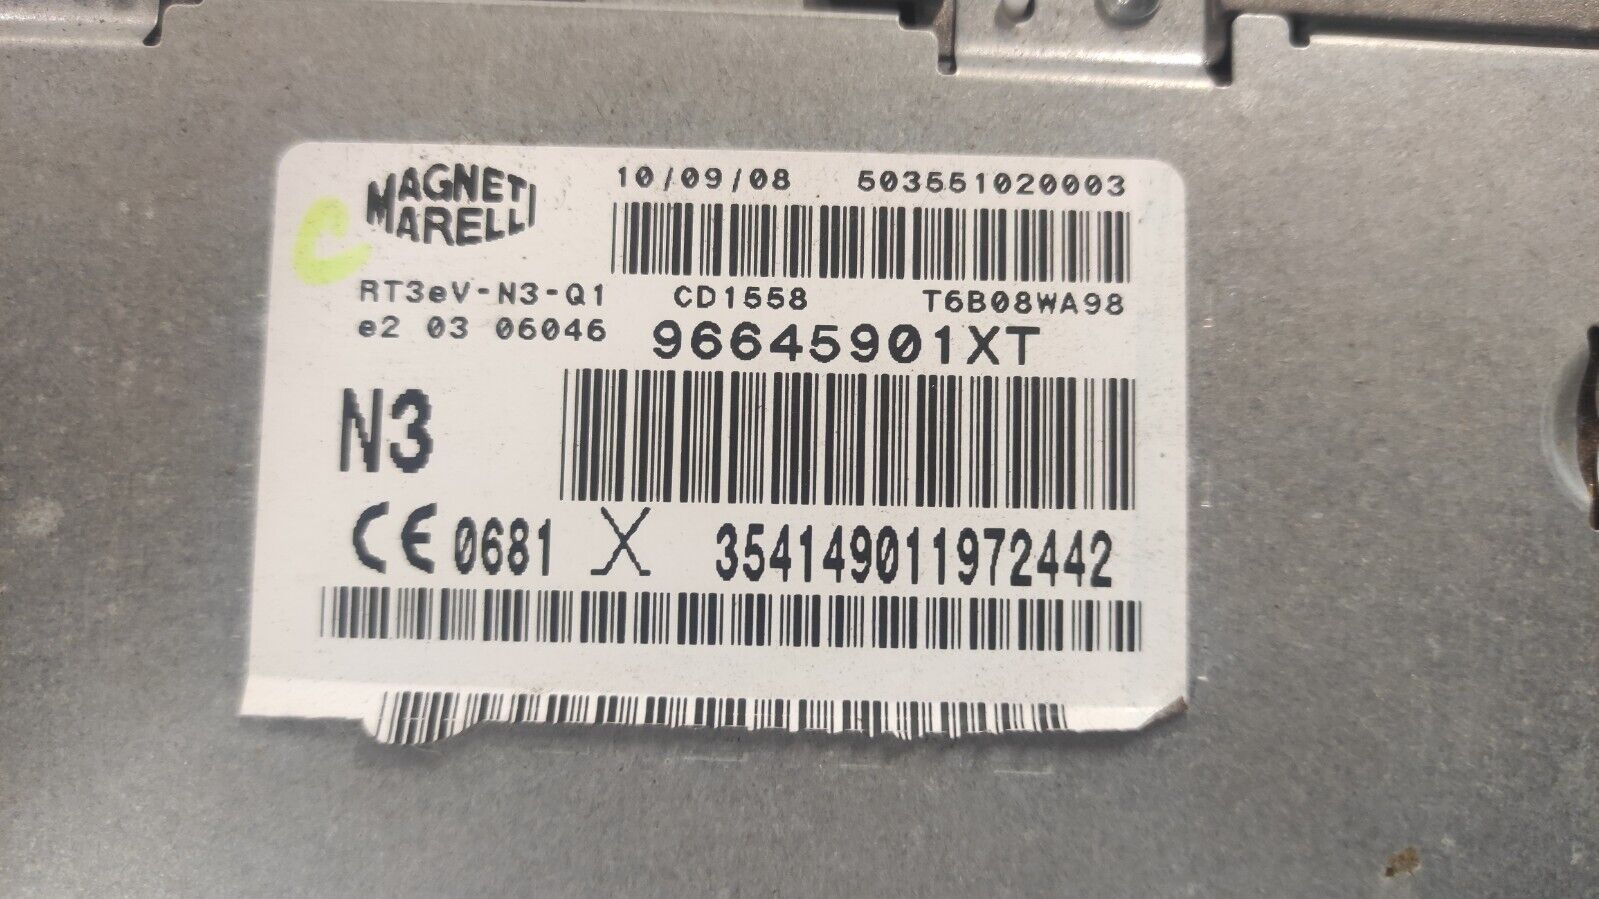 MAGNETI
MARELLI
10/09/08 503551020003
RT3eV-N3-Q1 CD1558 T6B08WA98
e2 03 06046 96645901XT
N3
CE 0681 354149011972442
C